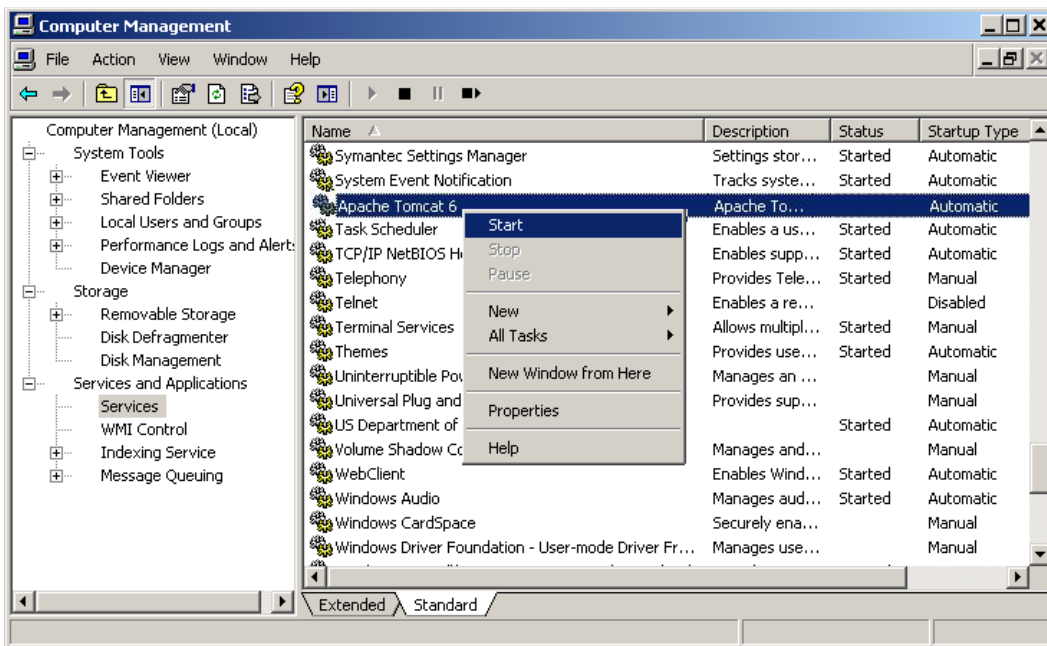 Computer Management
File Action View Window Help
Computer Management (Local)
System Tools
Event Viewer
Shared Folders
Local Users and Groups
Performance Logs and Alert
Device Manager
Storage
Removable Storage
Disk Defragmenter
Disk Management
Services and Applications
Services
WMI Control
Indexing Service
Message Queuing
Name Description Status Startup Type
Symantec Settings Manager Settings stor... Started Automatic
System Event Notification Tracks syste... Started Automatic
Apache Tomcat 6 Apache To... Automatic
Task Scheduler Enables a us... Started Automatic
TCP/IP NetBIOS H Enables supp... Started Automatic
Telephony Provides Tele... Started Manual
Telnet Enables a re... Disabled
Terminal Services Allows multipl... Started Manual
Themes Provides use... Started Automatic
Uninterruptible Po Manages an ... Manual
Universal Plug and Provides sup... Manual
US Department of Started Automatic
Volume Shadow Co Manages and... Manual
WebClient Enables Wind... Started Automatic
Windows Audio Manages aud... Started Automatic
Windows CardSpace Securely ena... Manual
Windows Driver Foundation - User-mode Driver Fr... Manages use... Manual
Start
Stop
Pause
New
All Tasks
New Window from Here
Properties
Help
Extended Standard